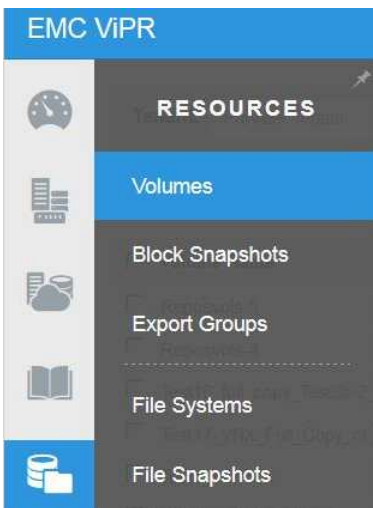 EMC ViPR
RESOURCES
Volumes
Block Snapshots
Export Groups
File Systems
File Snapshots